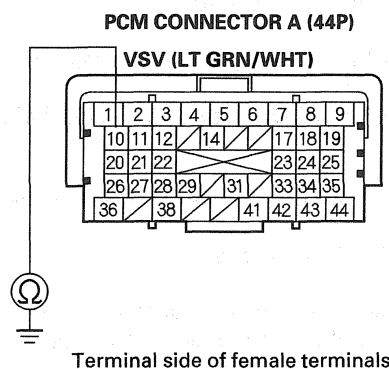 PCM CONNECTOR A (44P)
VSV (LT GRN/WHT)
1 2 3 4 5 6 7 8 9
10 11 12 14 17 18 19
20 21 22 23 24 25
26 27 28 29 31 33 34 35
36 38 41 42 43 44
Ω
Terminal side of female terminals